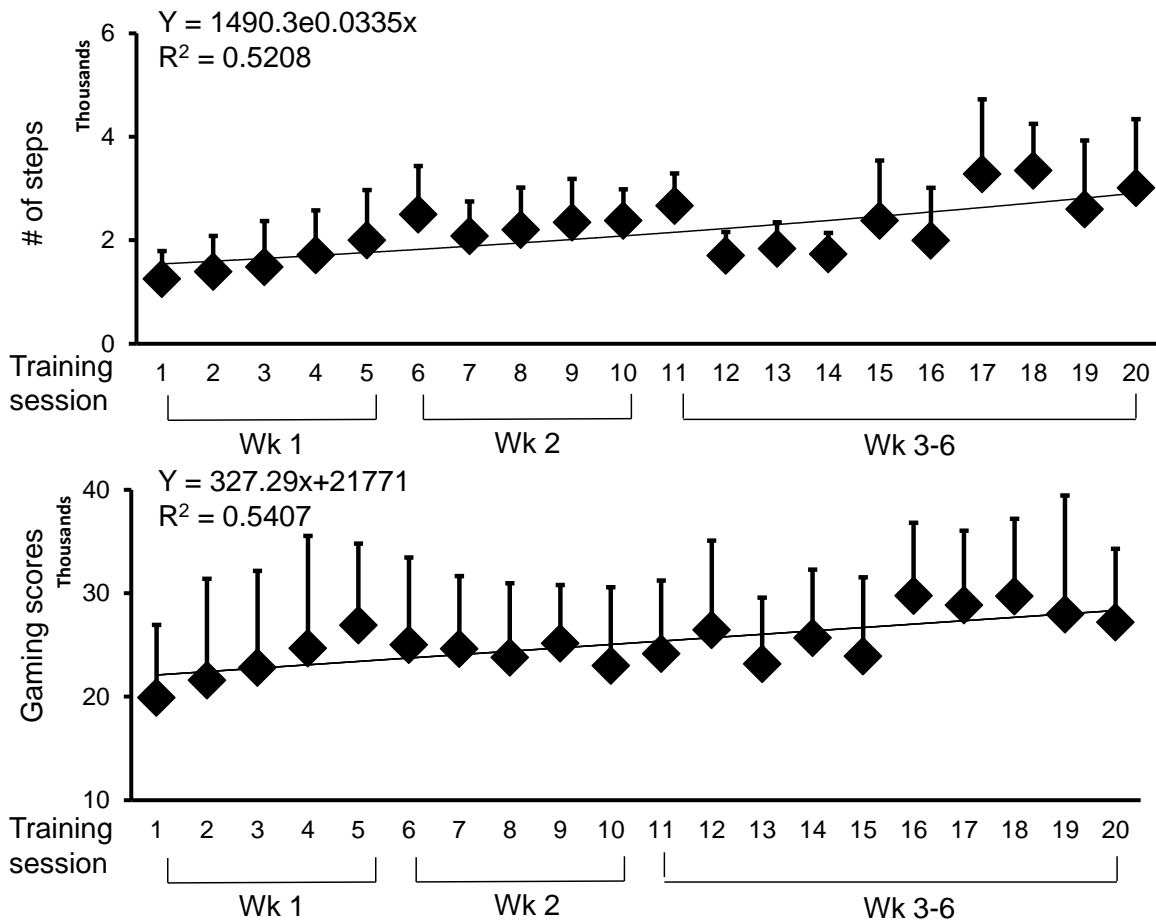 Y = 1490.3e0.0335x
R² = 0.5208
# of steps
Thousands
6
4
2
0
Training session
1 2 3 4 5 6 7 8 9 10 11 12 13 14 15 16 17 18 19 20
Wk 1 Wk 2 Wk 3-6
Y = 327.29x+21771
R² = 0.5407
Gaming scores
Thousands
40
30
20
10
Training session
1 2 3 4 5 6 7 8 9 10 11 12 13 14 15 16 17 18 19 20
Wk 1 Wk 2 Wk 3-6